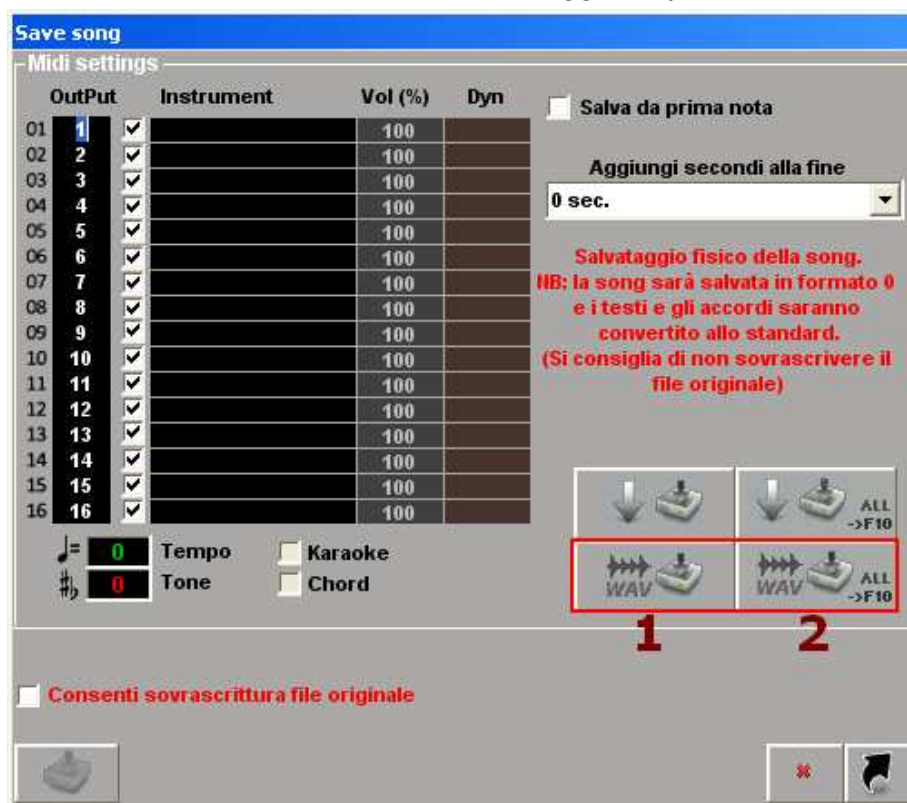 Save song
Midi settings
OutPut Instrument Vol (%) Dyn
01 1 100
02 2 100
03 3 100
04 4 100
05 5 100
06 6 100
07 7 100
08 8 100
09 9 100
10 10 100
11 11 100
12 12 100
13 13 100
14 14 100
15 15 100
16 16 100
Salva da prima nota
Aggiungi secondi alla fine
0 sec.
Salvataggio fisico della song.
NB: la song sarà salvata in formato 0
e i testi e gli accordi saranno
convertito allo standard.
(Si consiglia di non sovrascrivere il
file originale)
ALL
->F10
♩= 0 Tempo Karaoke
#♭ 0 Tone Chord
WAV
WAV ALL
->F10
1 2
Consenti sovrascrittura file originale